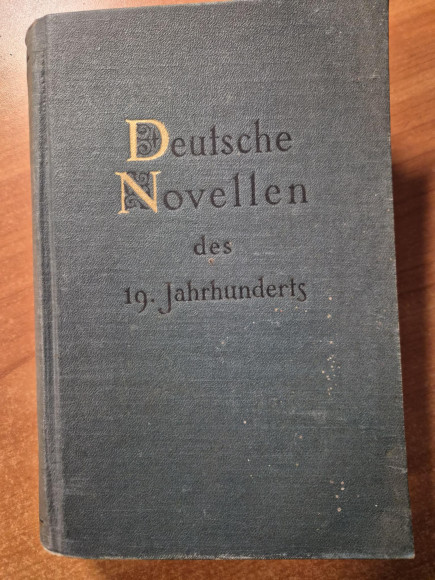 Deutsche
Novellen
des
19. Jahrhunderts